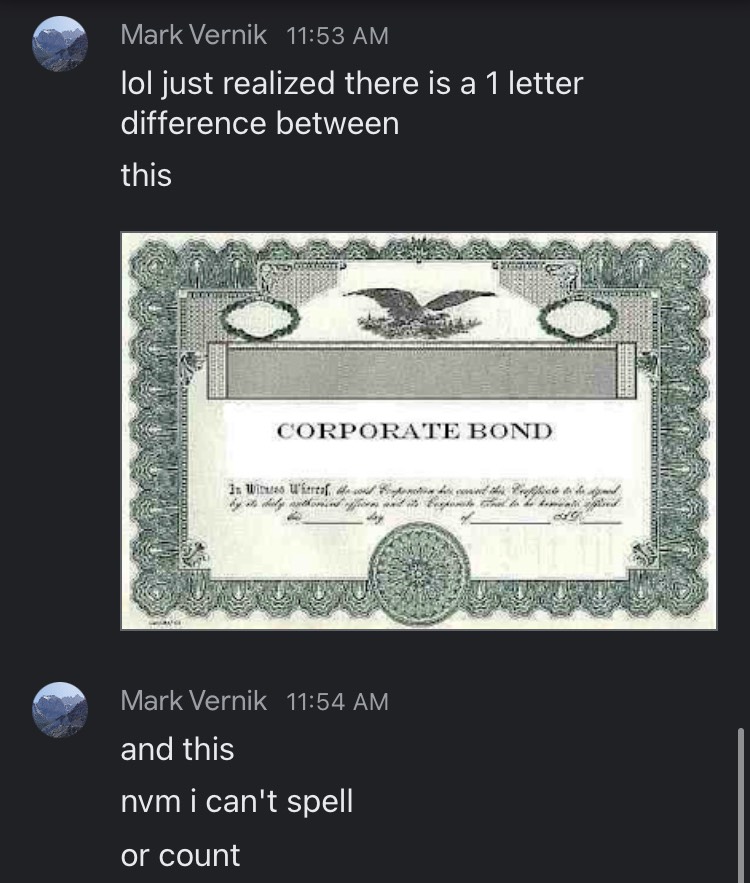 Mark Vernik 11:53 AM
lol just realized there is a 1 letter
difference between
this
CORPORATE BOND
In Witness Whereof, the said Corporation has caused this Certificate to be signed
by its duly authorized officers and its Corporate Seal to be hereunto affixed
this day of A.D.
Mark Vernik 11:54 AM
and this
nvm i can't spell
or count